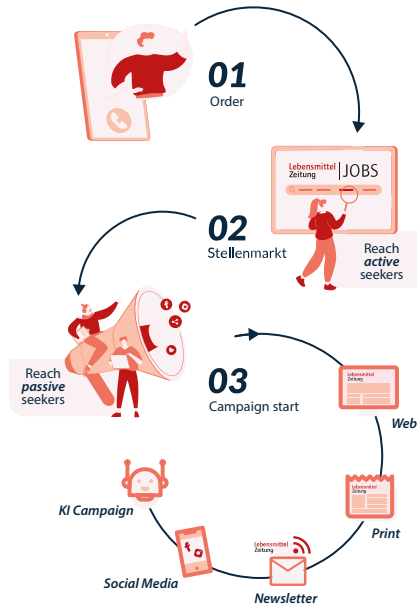 01
Order
Lebensmittel
Zeitung
JOBS
02
Stellenmarkt
Reach
active
seekers
Reach
passive
seekers
03
Campaign start
Lebensmittel
Zeitung
Web
Lebensmittel
Zeitung
Print
Lebensmittel
Zeitung
Newsletter
Social Media
KI Campaign